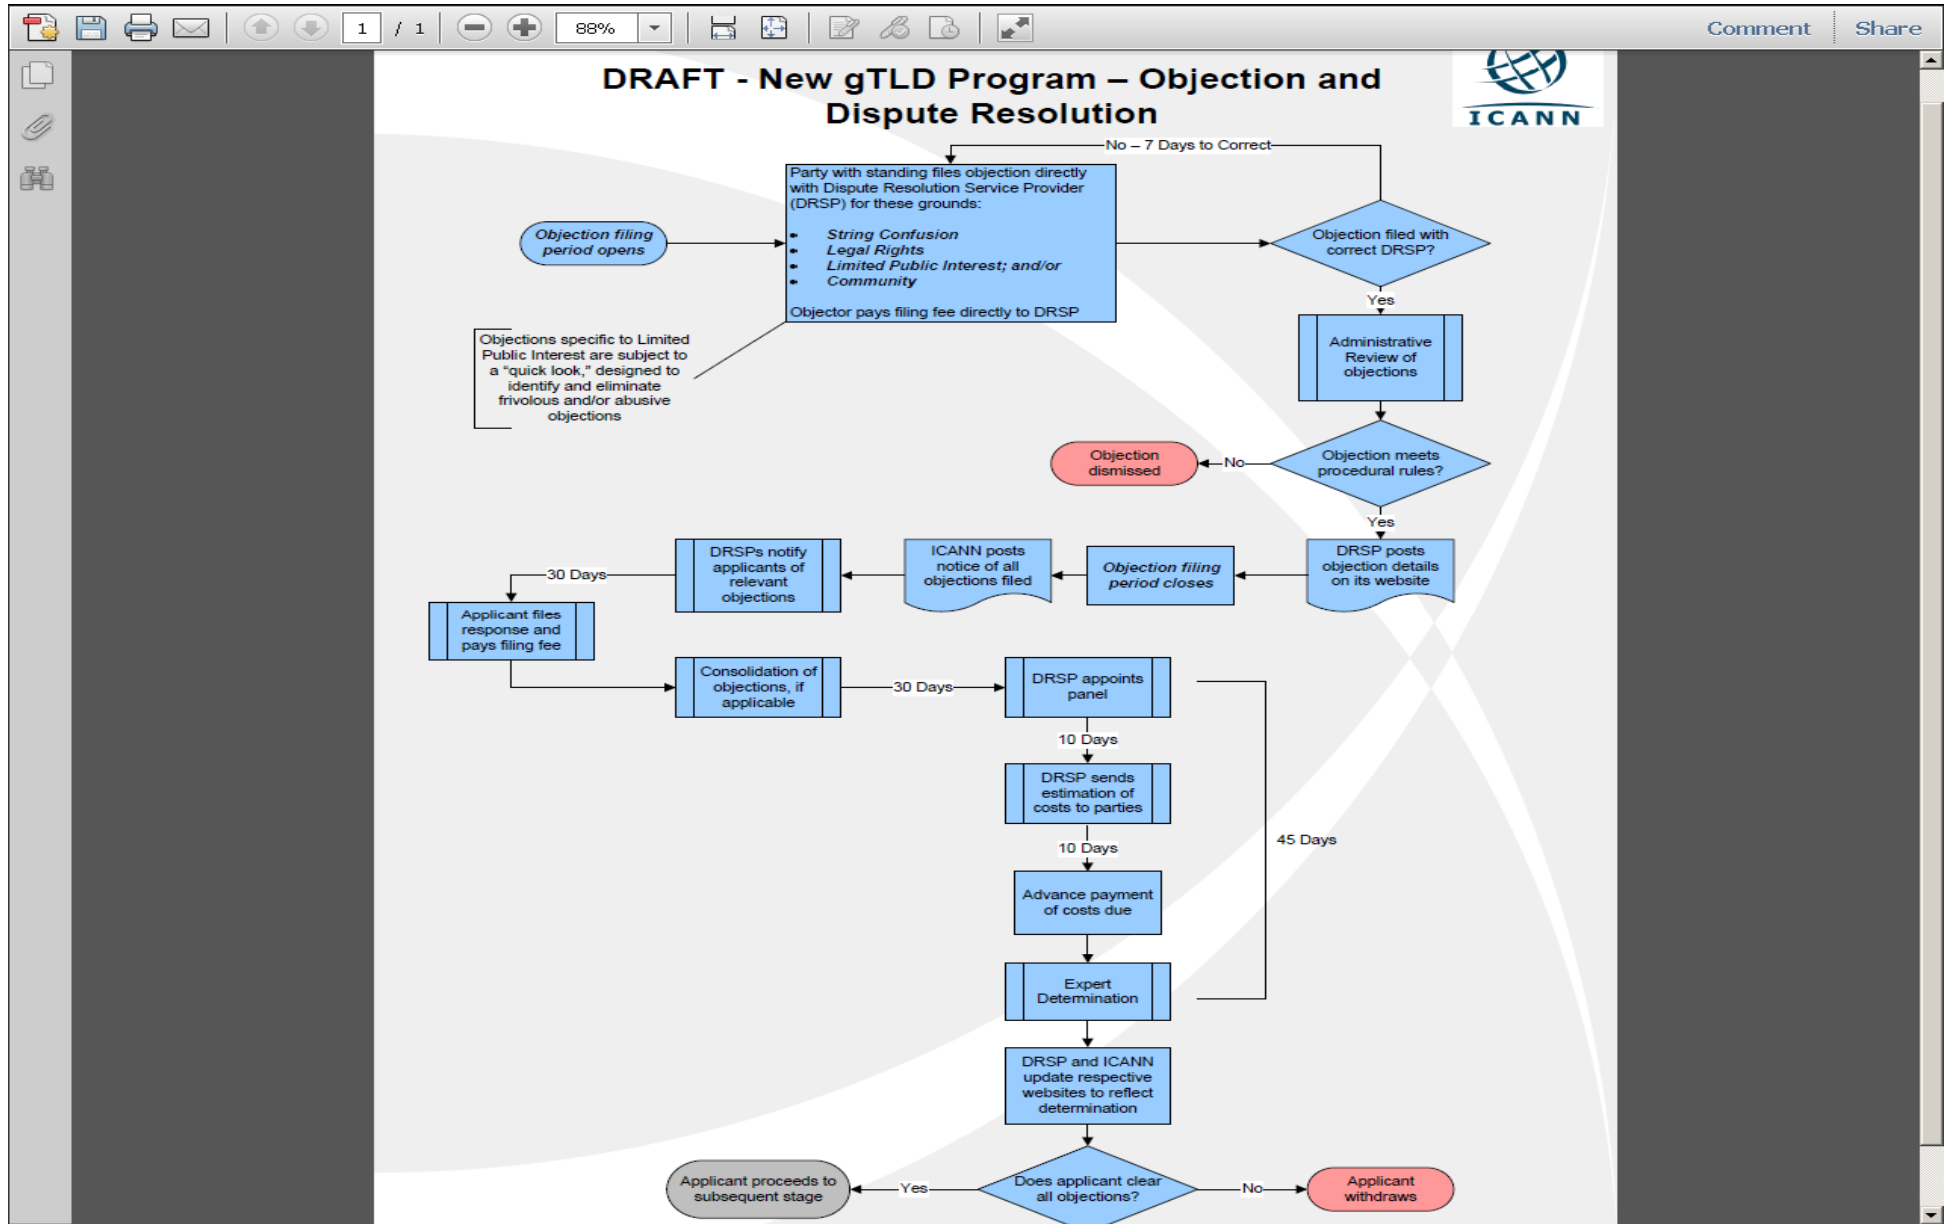 1 / 1
88%
Comment
Share
DRAFT - New gTLD Program – Objection and
Dispute Resolution
ICANN
No – 7 Days to Correct
Party with standing files objection directly
with Dispute Resolution Service Provider
(DRSP) for these grounds:
• String Confusion
• Legal Rights
• Limited Public Interest; and/or
• Community
Objector pays filing fee directly to DRSP
Objection filing
period opens
Objection filed with
correct DRSP?
Yes
Objections specific to Limited
Public Interest are subject to
a “quick look,” designed to
identify and eliminate
frivolous and/or abusive
objections
Administrative
Review of
objections
Objection meets
procedural rules?
No
Objection
dismissed
Yes
DRSP posts
objection details
on its website
Objection filing
period closes
ICANN posts
notice of all
objections filed
DRSPs notify
applicants of
relevant
objections
30 Days
Applicant files
response and
pays filing fee
Consolidation of
objections, if
applicable
30 Days
DRSP appoints
panel
10 Days
DRSP sends
estimation of
costs to parties
10 Days
45 Days
Advance payment
of costs due
Expert
Determination
DRSP and ICANN
update respective
websites to reflect
determination
Does applicant clear
all objections?
Yes
Applicant proceeds to
subsequent stage
No
Applicant
withdraws